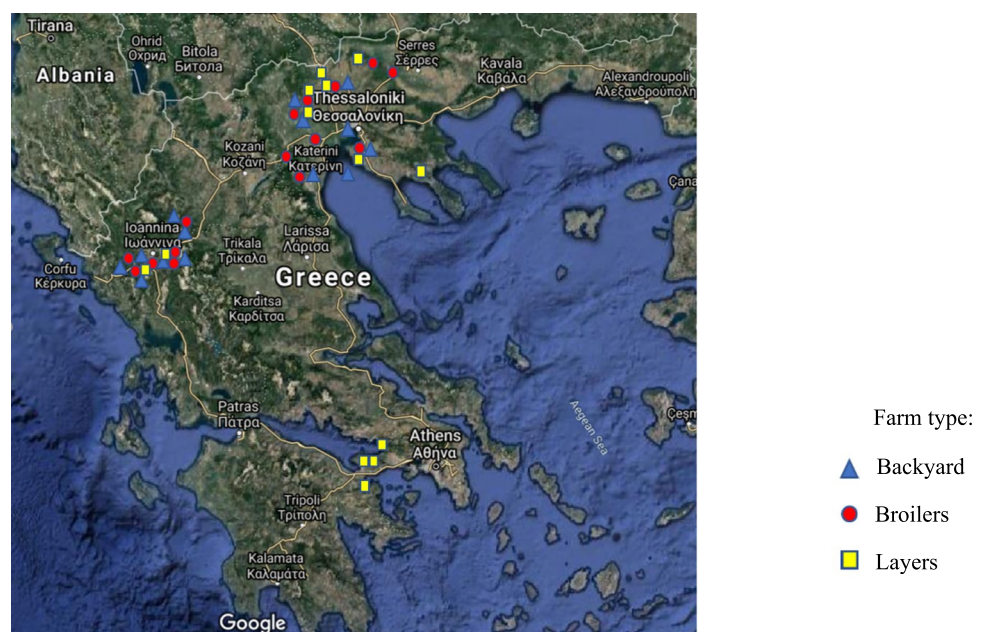 Tirana
Ohrid
Охрид
Bitola
Битола
Albania
Serres
Σέρρες
Kavala
Καβάλα
Alexandroupoli
Αλεξανδρούπολη
Thessaloniki
Θεσσαλονίκη
Kozani
Κοζάνη
Katerini
Κατερίνη
Çana
Ioannina
Ιωάννινα
Corfu
Κέρκυρα
Trikala
Τρίκαλα
Larissa
Λάρισα
Greece
Karditsa
Καρδίτσα
Patras
Πάτρα
Athens
Αθήνα
Aegean Sea
Çeşm
Tripoli
Τρίπολη
Kalamata
Καλαμάτα
Google
Farm type:
Backyard
Broilers
Layers